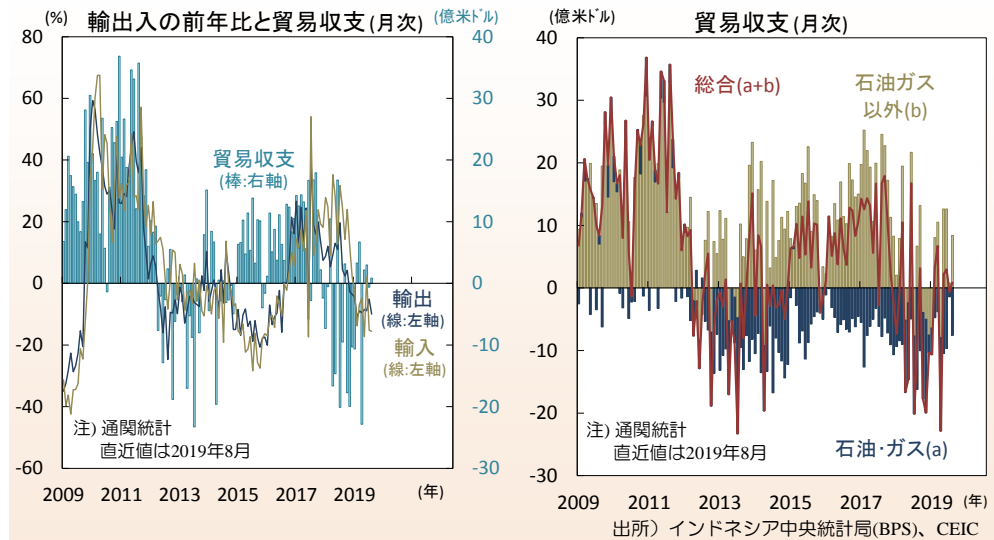 (%)
輸出入の前年比と貿易収支(月次)
(億米ドル)
80
60
40
20
0
-20
-40
-60
40
30
20
10
0
-10
-20
-30
貿易収支
(棒:右軸)
輸出
(線:左軸)
輸入
(線:左軸)
注) 通関統計
直近値は2019年8月
2009 2011 2013 2015 2017 2019 (年)
(億米ドル)
貿易収支(月次)
40
30
20
10
0
-10
-20
-30
総合(a+b)
石油ガス
以外(b)
注) 通関統計
直近値は2019年8月
石油・ガス(a)
2009 2011 2013 2015 2017 2019 (年)
出所）インドネシア中央統計局(BPS)、CEIC